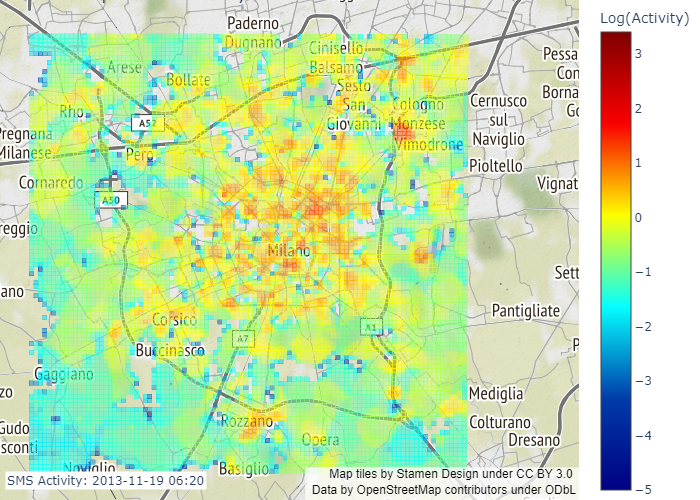 Log(Activity)
Paderno
Dugnano
Cinisello
Balsamo
Arese
Bollate
Sesto
San
Giovanni
Cologno
Monzese
Vimodrone
Cernusco
sul
Naviglio
Pioltello
Rho
A52
Pregnana
Milanese
Pero
Cornaredo
A50
Vignat
reggio
Milano
Sett
ano
Pantigliate
Corsico
A7
A1
Buccinasco
Gaggiano
zo
Mediglia
Rozzano
Colturano
Dresano
Gudo
sconti
Opera
Noviglio
Basiglio
Pessa
Con
Borna
Go
P
3
2
1
0
−1
−2
−3
−4
−5
SMS Activity: 2013-11-19 06:20
Map tiles by Stamen Design under CC BY 3.0
Data by OpenStreetMap contributors under ODbL